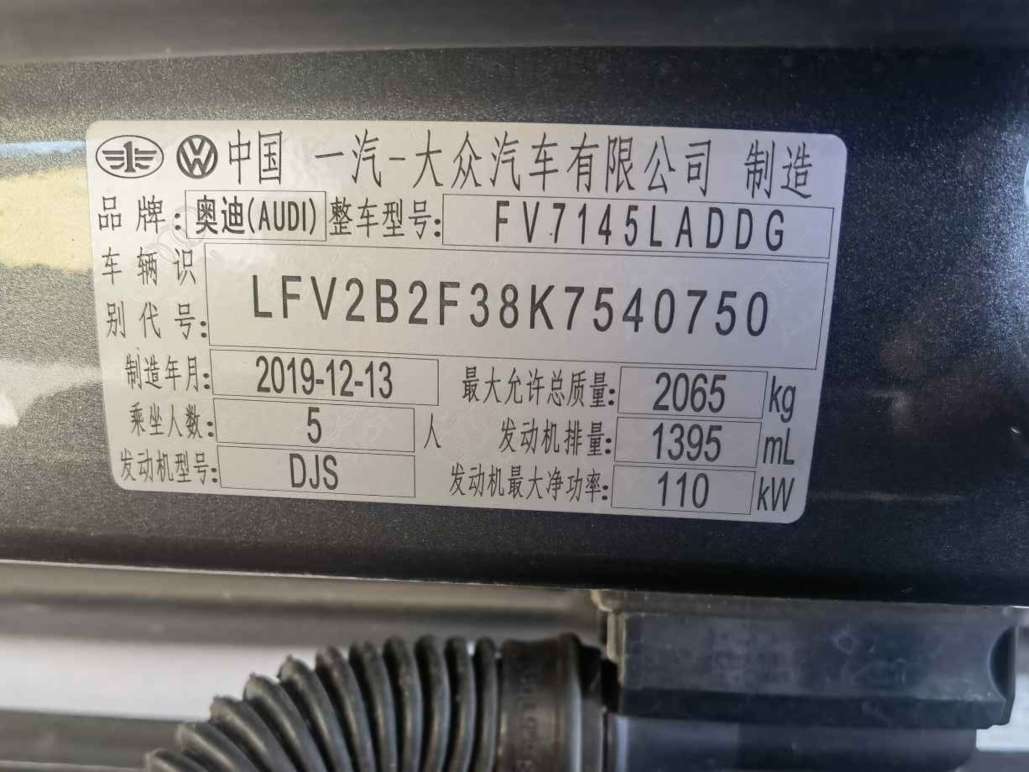 中国 一汽-大众汽车有限公司 制造
品牌: 奥迪(AUDI) 整车型号: FV7145LADDG
车辆识
别代号: LFV2B2F38K7540750
制造年月: 2019-12-13 最大允许总质量: 2065 kg
乘坐人数: 5 人 发动机排量: 1395 mL
发动机型号: DJS 发动机最大净功率: 110 kW